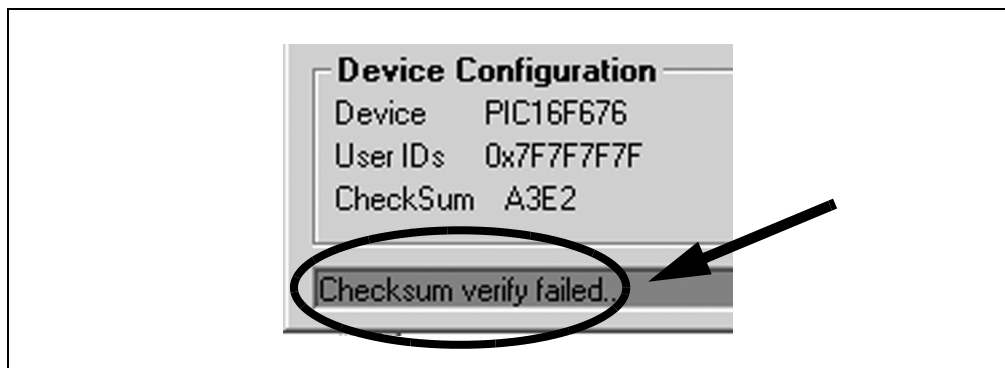 Device Configuration
Device PIC16F676
User IDs 0x7F7F7F7F
CheckSum A3E2
Checksum verify failed..